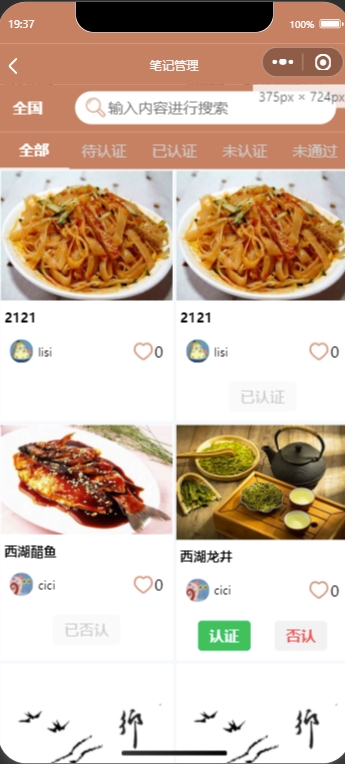 19:37
100%
笔记管理
375px × 724px
全国
输入内容进行搜索
全部 待认证 已认证 未认证 未通过
2121 2121
lisi 0 lisi 0
已认证
西湖醋鱼 西湖龙井
cici 0 cici 0
已否认 认证 否认